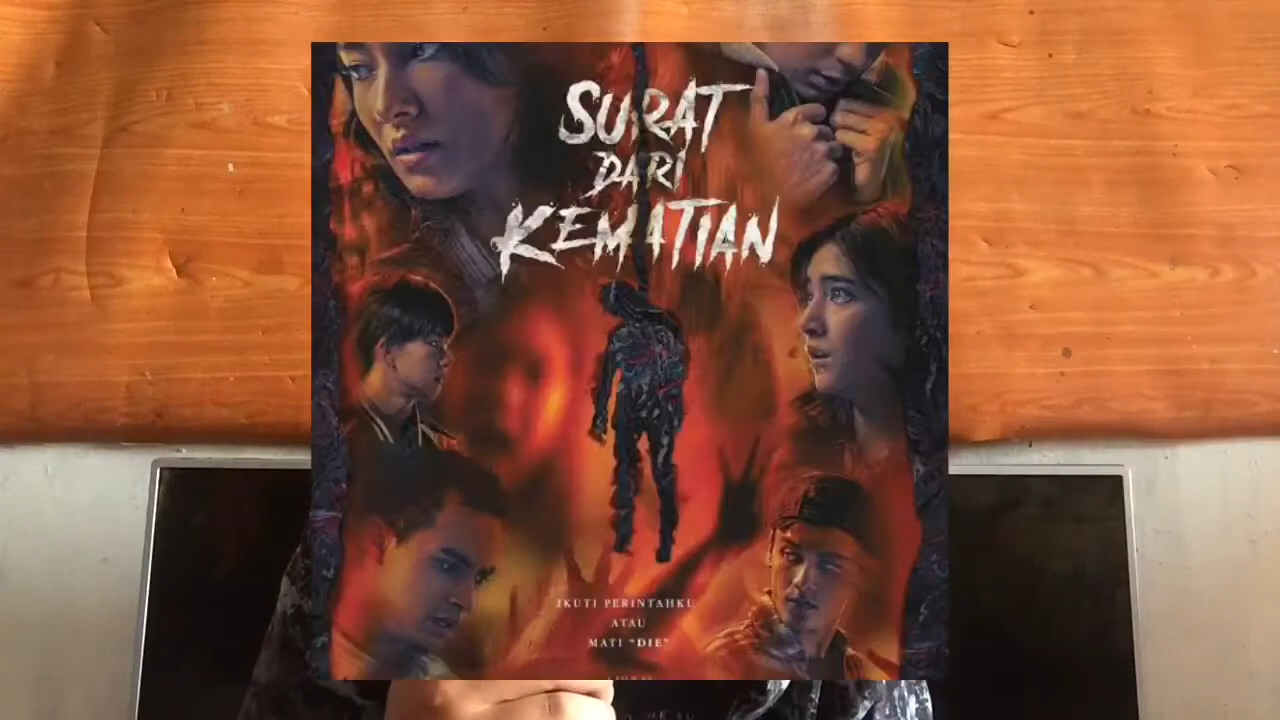 SURAT
DARI
KEMATIAN
IKUTI PERINTAHKU
ATAU
MATI "DIE"